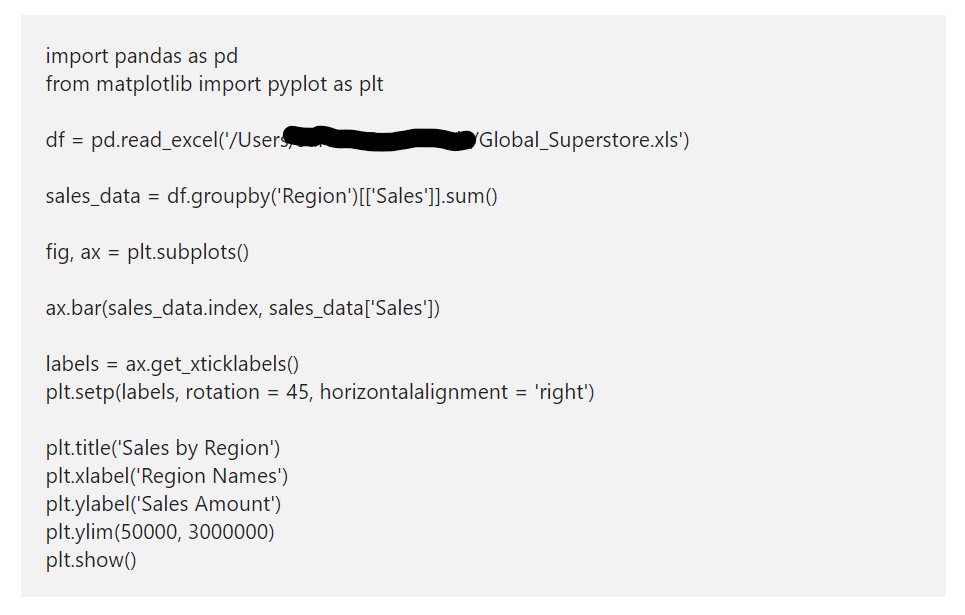 import pandas as pd
from matplotlib import pyplot as plt
df = pd.read_excel('/Users/ /Global_Superstore.xls')
sales_data = df.groupby('Region')[['Sales']].sum()
fig, ax = plt.subplots()
ax.bar(sales_data.index, sales_data['Sales'])
labels = ax.get_xticklabels()
plt.setp(labels, rotation = 45, horizontalalignment = 'right')
plt.title('Sales by Region')
plt.xlabel('Region Names')
plt.ylabel('Sales Amount')
plt.ylim(50000, 3000000)
plt.show()